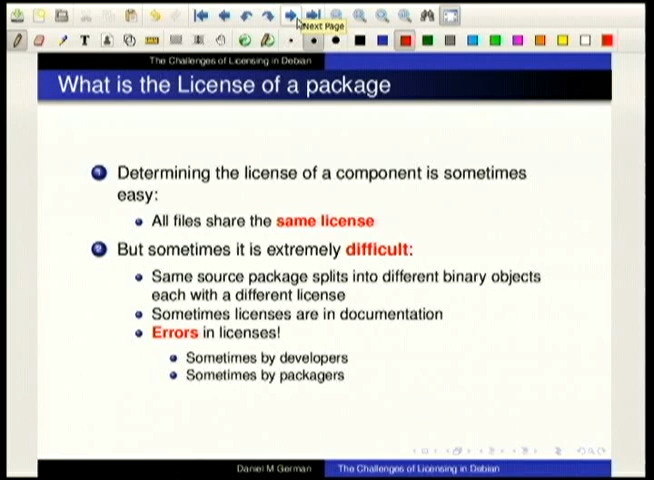 Next Page
The Challenges of Licensing in Debian
What is the License of a package
1 Determining the license of a component is sometimes
easy:
All files share the same license
2 But sometimes it is extremely difficult:
Same source package splits into different binary objects
each with a different license
Sometimes licenses are in documentation
Errors in licenses!
Sometimes by developers
Sometimes by packagers
Daniel M German
The Challenges of Licensing in Debian